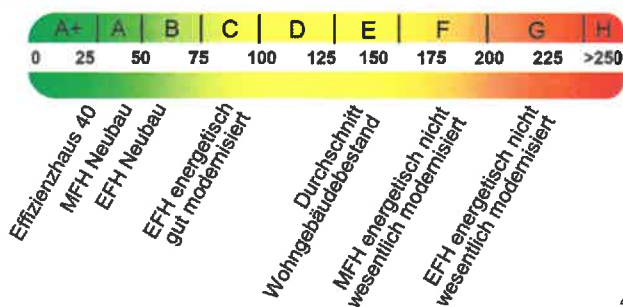 A+ A B C D E F G H
0 25 50 75 100 125 150 175 200 225 >250
Effizienzhaus 40
MFH Neubau
EFH Neubau
EFH energetisch
gut modernisiert
Durchschnitt
Wohngebäudebestand
MFH energetisch nicht
wesentlich modernisiert
EFH energetisch nicht
wesentlich modernisiert